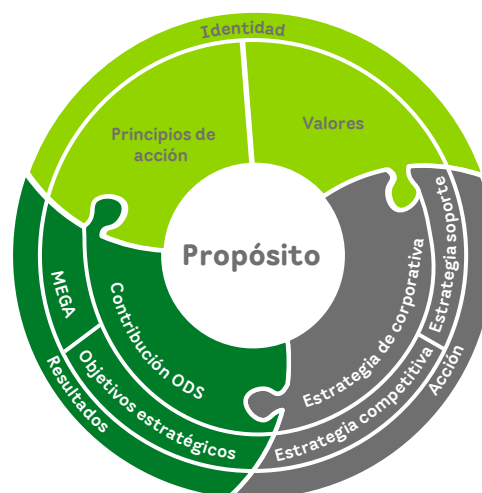 Identidad
Principios de
acción
Valores
Propósito
MEGA
Contribución ODS
Objetivos estratégicos
Resultados
Estrategia de corporativa
Estrategia soporte
Estrategia competitiva
Acción